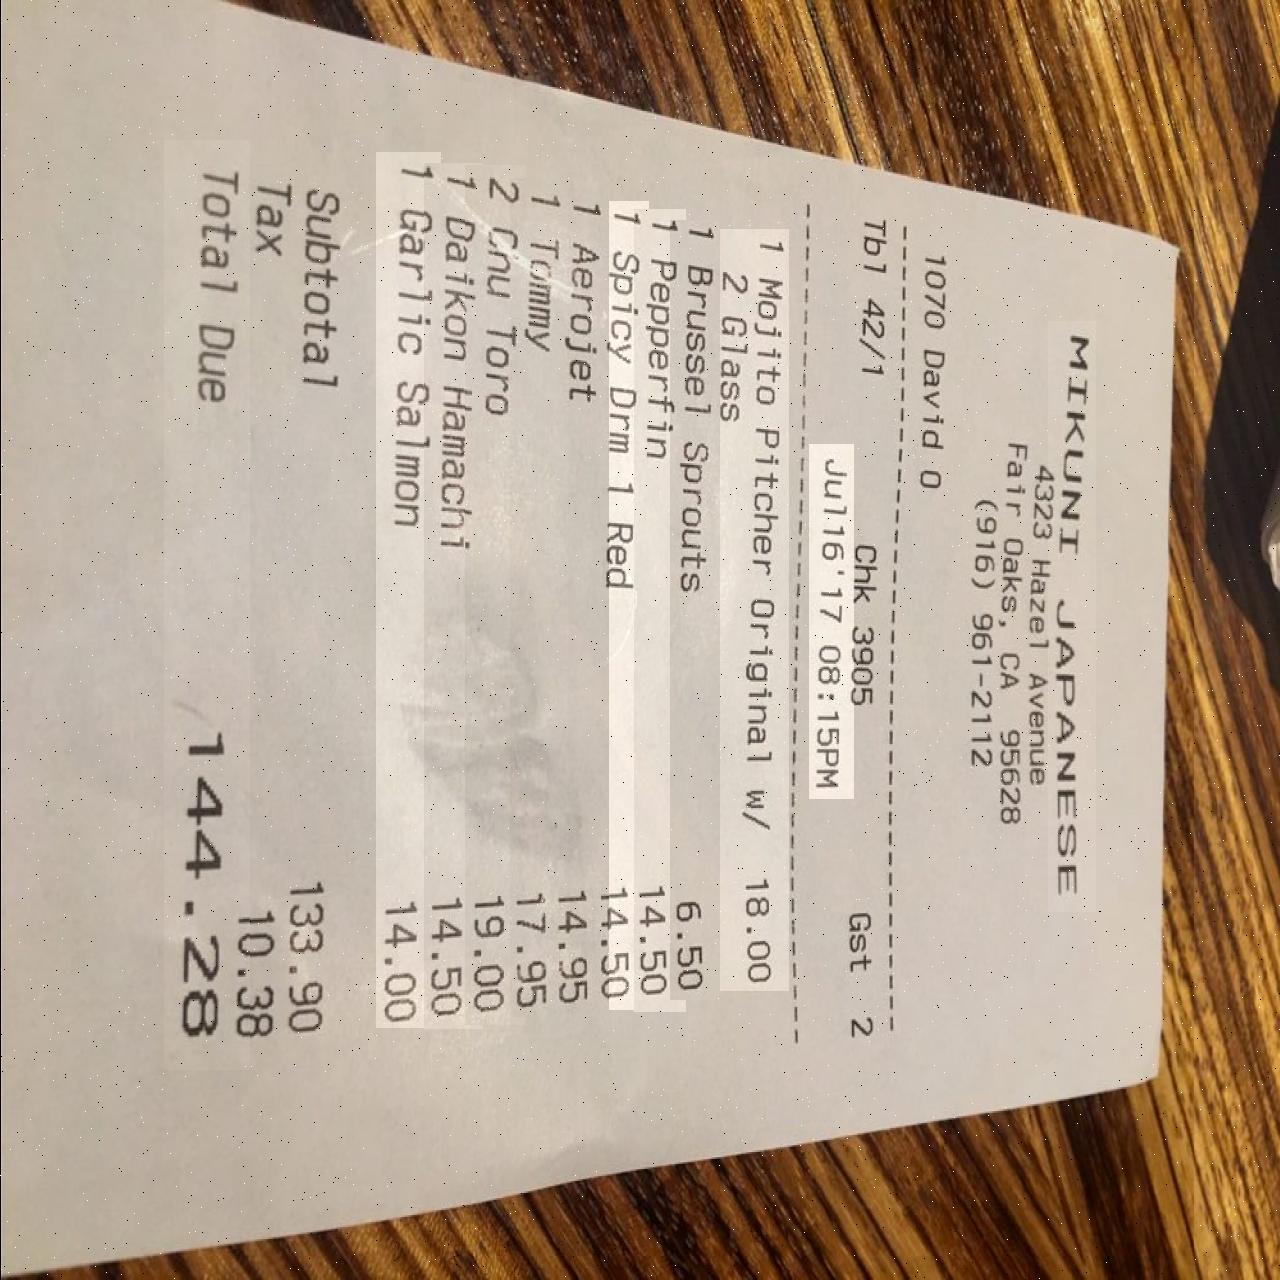 MIKUNI JAPANESE
4323 Hazel Avenue
Fair Oaks, CA 95628
(916) 961-2112
1070 David O
Tbl 42/1 Chk 3905 Gst 2
Jul16'17 08:15PM
1 Mojito Pitcher Original w/ 18.00
2 Glass
1 Brussel Sprouts 6.50
1 Pepperfin 14.50
1 Spicy Drm 1 Red 14.50
1 Aerojet 14.95
1 Tommy 17.95
2 Chu Toro 19.00
1 Daikon Hamachi 14.50
1 Garlic Salmon 14.00
Subtotal 133.90
Tax 10.38
Total Due 144.28